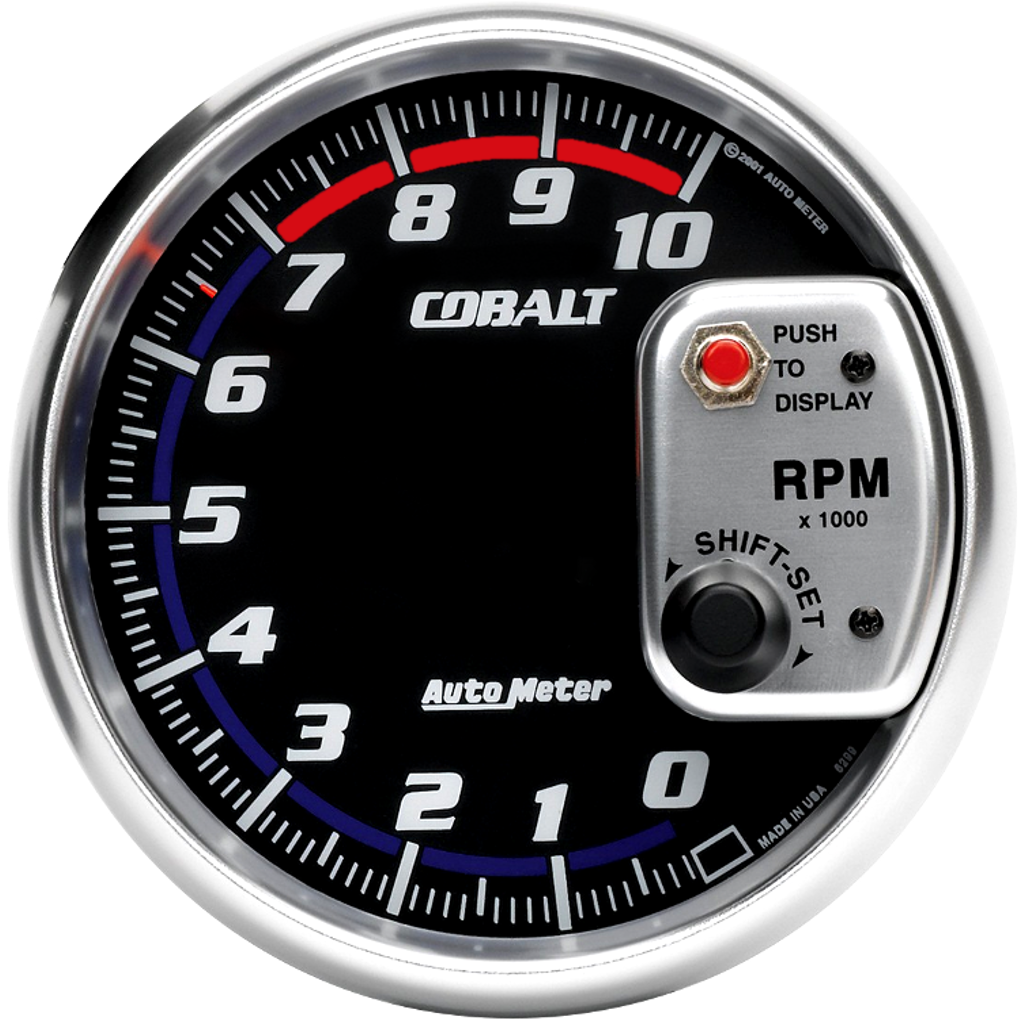 © 2001 AUTO METER
8
9
10
7
COBALT
6
PUSH
TO
DISPLAY
5
RPM
x 1000
SHIFT-SET
4
Auto Meter
3
2
1
0
MADE IN USA